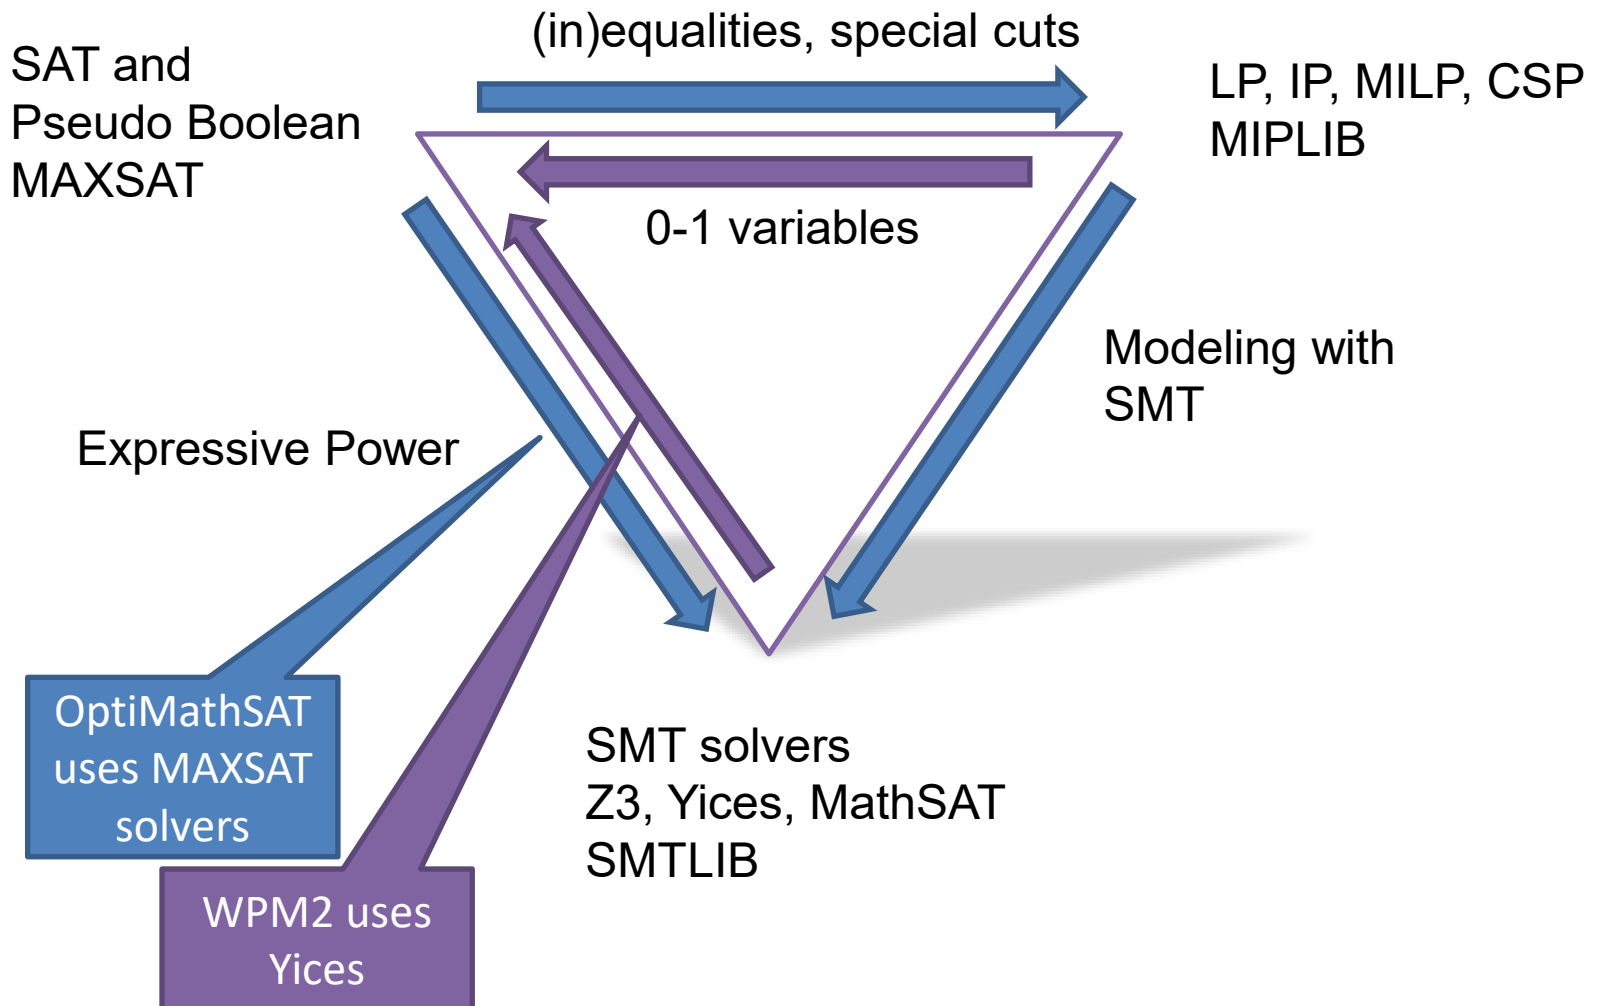 (in)equalities, special cuts
SAT and
Pseudo Boolean
MAXSAT
LP, IP, MILP, CSP
MIPLIB
0-1 variables
Modeling with
SMT
Expressive Power
OptiMathSAT
uses MAXSAT
solvers
SMT solvers
Z3, Yices, MathSAT
SMTLIB
WPM2 uses
Yices